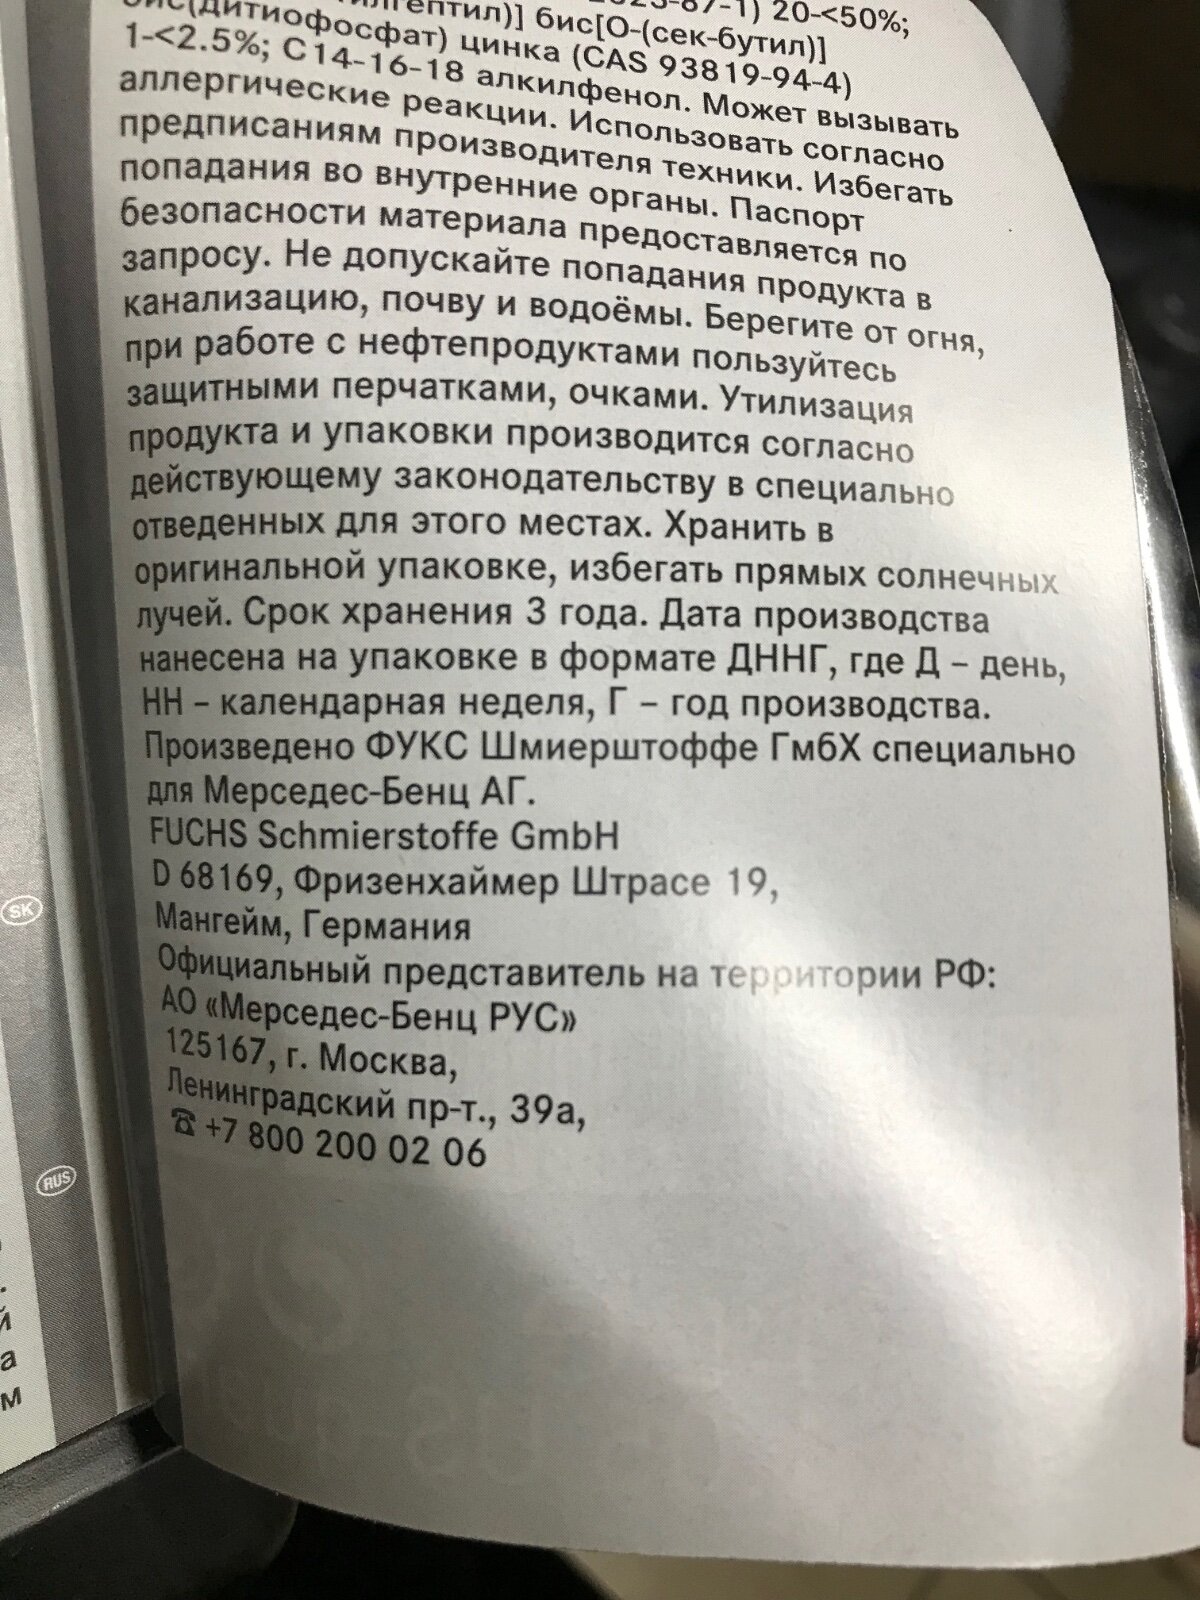 20-<50%;
бис[О-(сек-бутил)]
бис(дитиофосфат) цинка (CAS 93819-94-4)
1-<2.5%; C14-16-18 алкилфенол. Может вызывать
аллергические реакции. Использовать согласно
предписаниям производителя техники. Избегать
попадания во внутренние органы. Паспорт
безопасности материала предоставляется по
запросу. Не допускайте попадания продукта в
канализацию, почву и водоёмы. Берегите от огня,
при работе с нефтепродуктами пользуйтесь
защитными перчатками, очками. Утилизация
продукта и упаковки производится согласно
действующему законодательству в специально
отведенных для этого местах. Хранить в
оригинальной упаковке, избегать прямых солнечных
лучей. Срок хранения 3 года. Дата производства
нанесена на упаковке в формате ДННГ, где Д – день,
НН – календарная неделя, Г – год производства.
Произведено ФУКС Шмиерштоффе ГмбХ специально
для Мерседес-Бенц АГ.
FUCHS Schmierstoffe GmbH
D 68169, Фризенхаймер Штрасе 19,
Мангейм, Германия
Официальный представитель на территории РФ:
АО «Мерседес-Бенц РУС»
125167, г. Москва,
Ленинградский пр-т., 39а,
☎ +7 800 200 02 06
SK
RUS
й
а
м